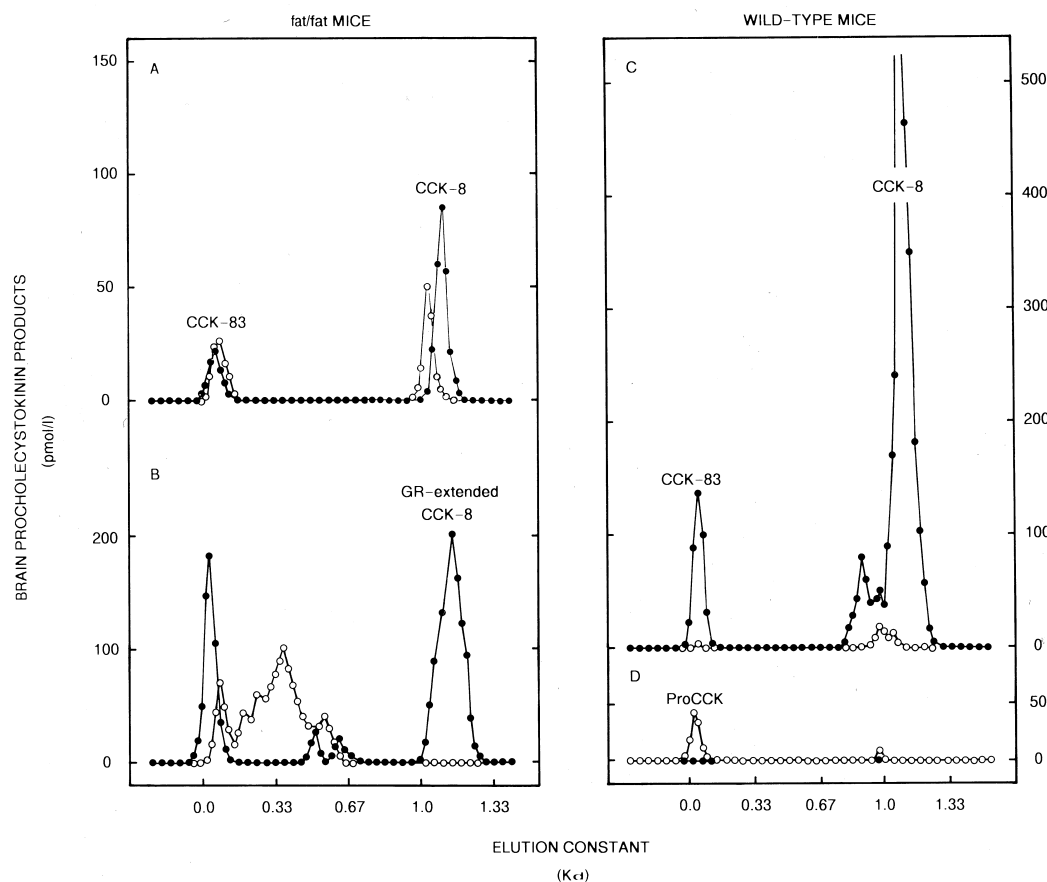 fat/fat MICE
WILD-TYPE MICE
A
150
100
50
0
CCK-83
CCK-8
B
200
100
0
GR-extended
CCK-8
0.0 0.33 0.67 1.0 1.33
C
500
400
300
200
100
0
CCK-83
CCK-8
D
50
0
ProCCK
0.0 0.33 0.67 1.0 1.33
BRAIN PROCHOLECYSTOKININ PRODUCTS
(pmol/l)
ELUTION CONSTANT
(Kd)